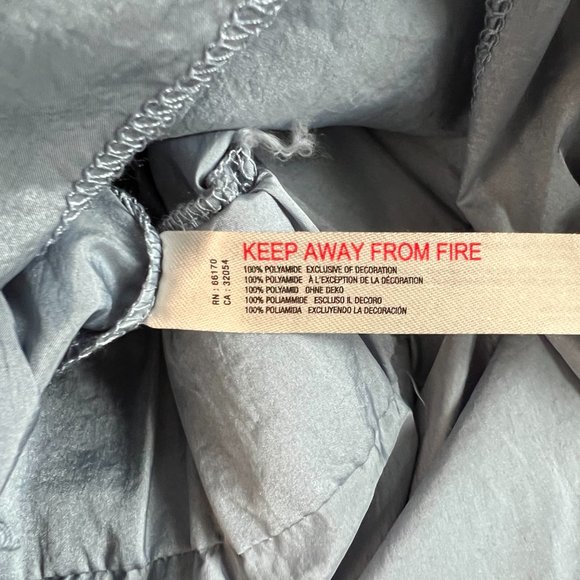 KEEP AWAY FROM FIRE
100% POLYAMIDE EXCLUSIVE OF DECORATION
100% POLYAMIDE À L'EXCEPTION DE LA DÉCORATION
100% POLYAMID OHNE DEKO
100% POLIAMMIDE ESCLUSO IL DECORO
100% POLIAMIDA EXCLUYENDO LA DECORACIÓN
RN : 66170
CA : 32054